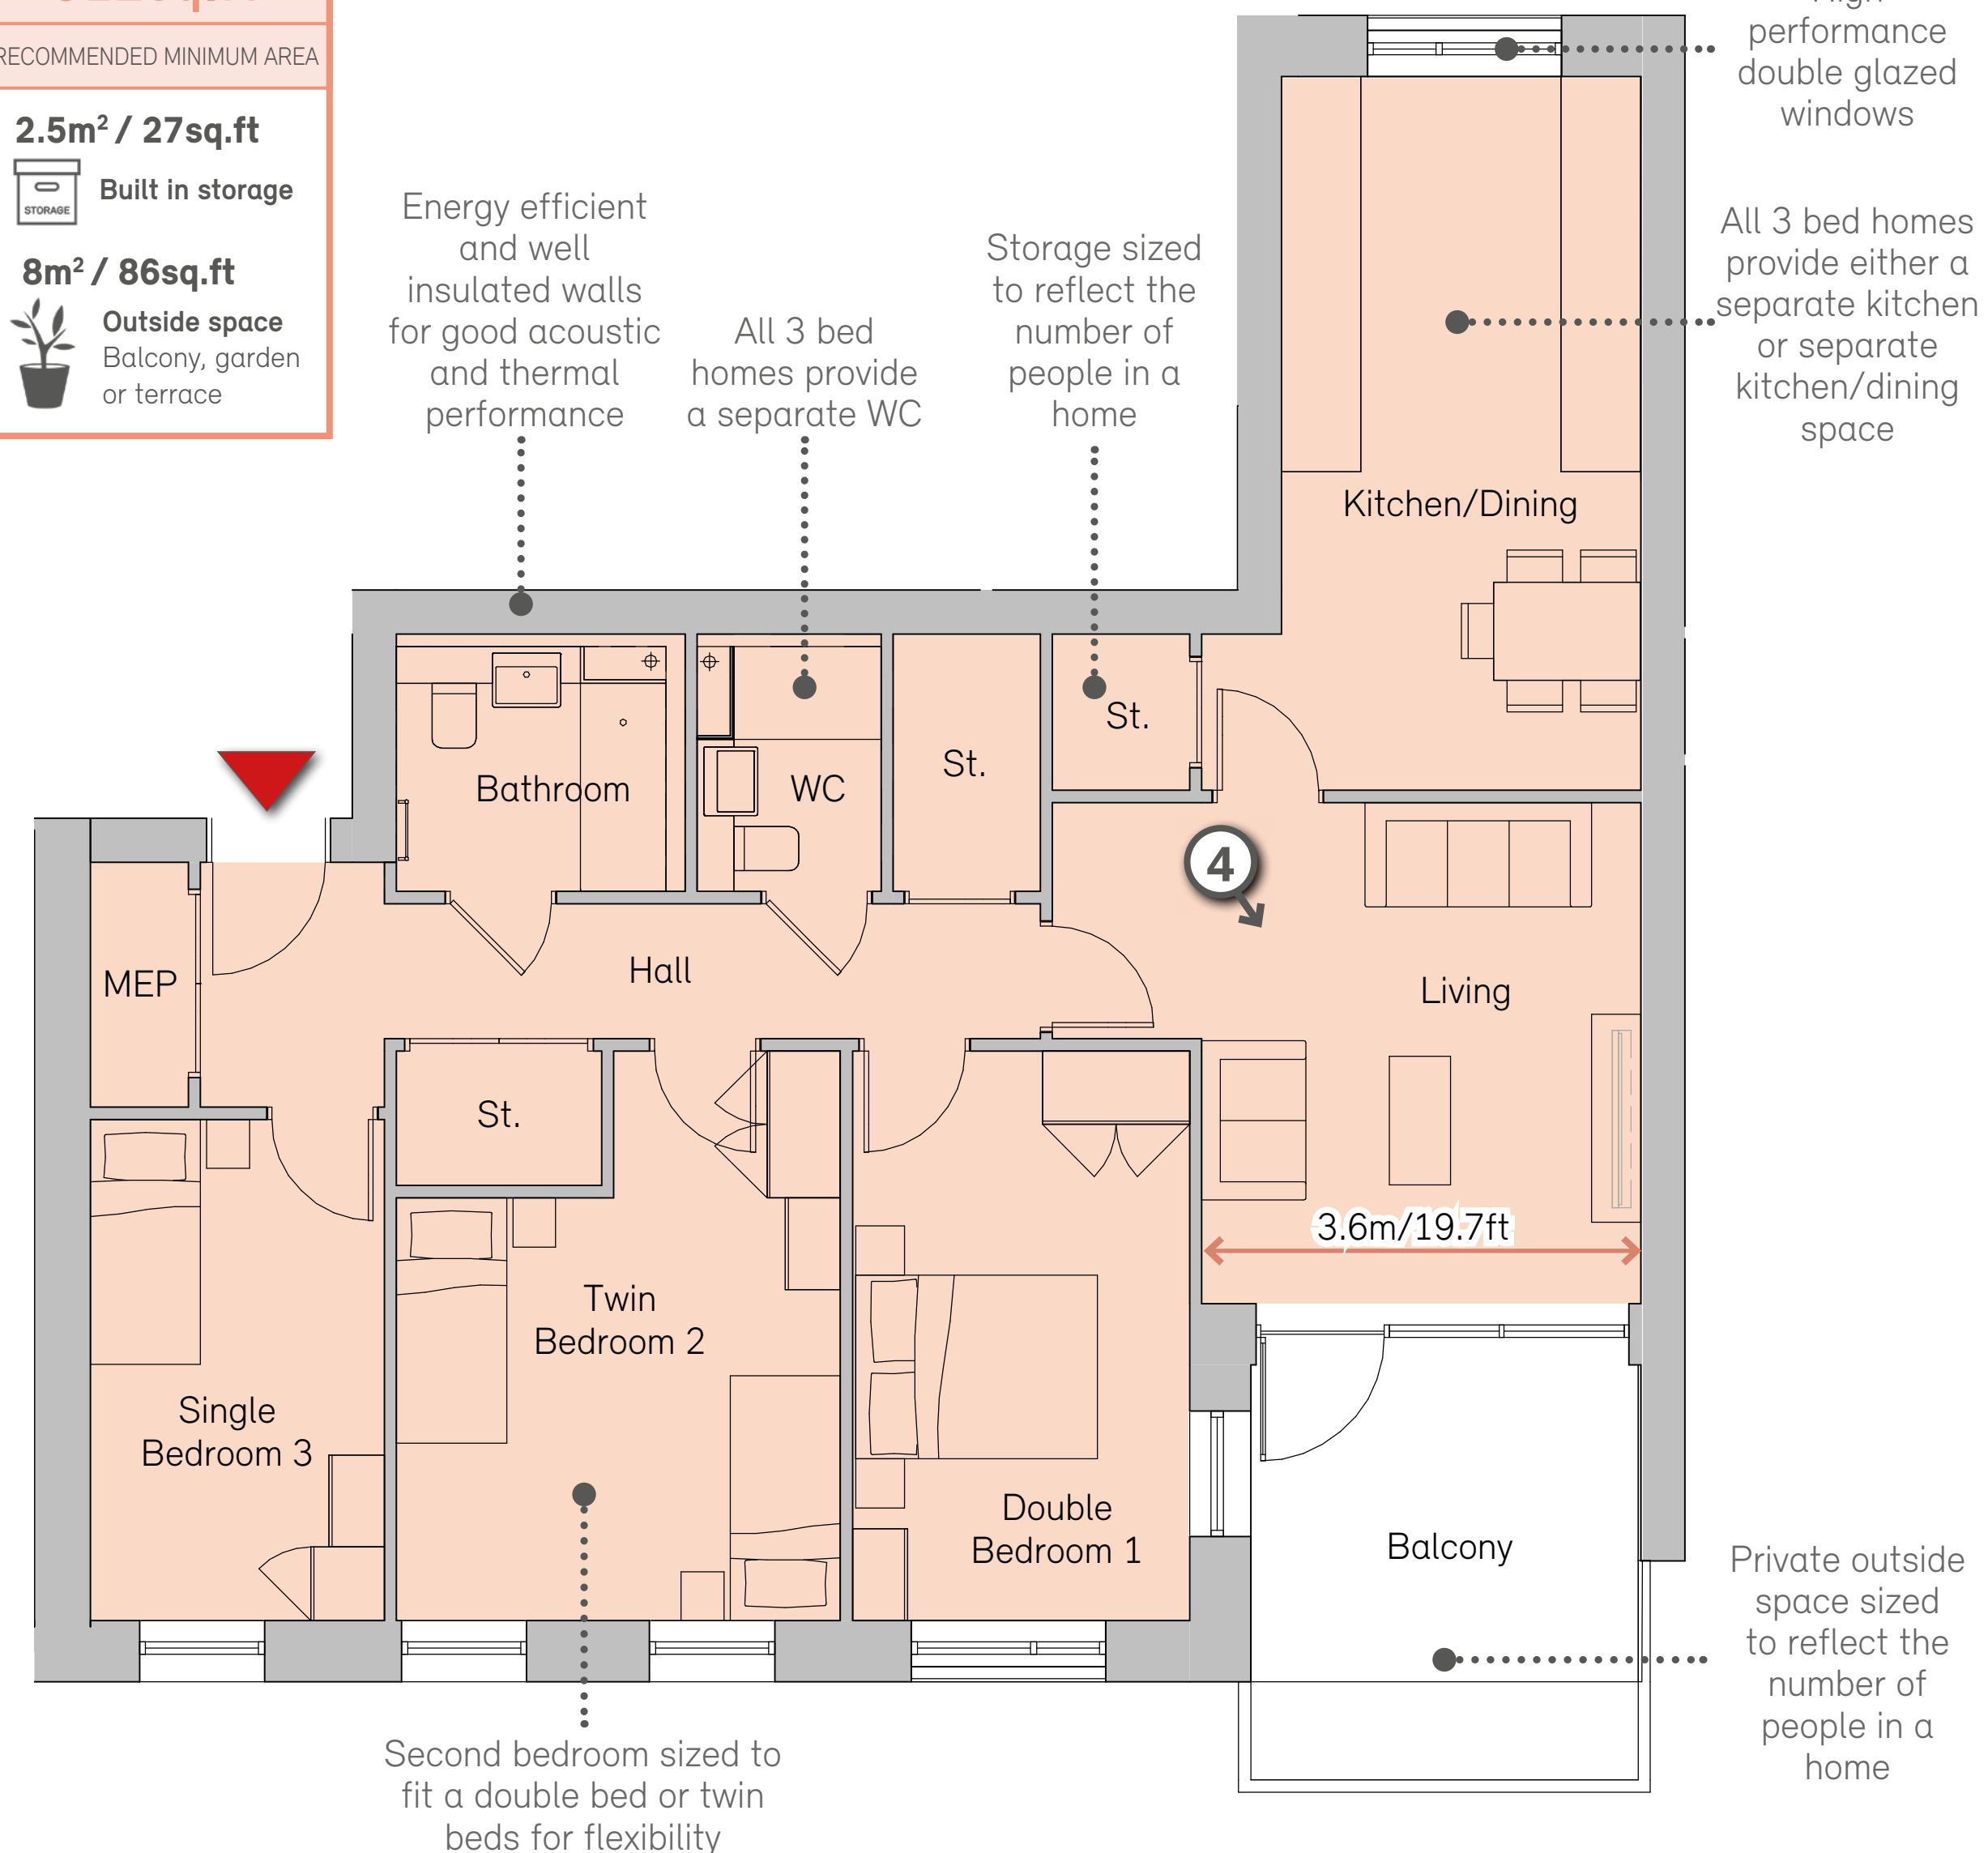 RECOMMENDED MINIMUM AREA
2.5m² / 27sq.ft
STORAGE
Built in storage
8m² / 86sq.ft
Outside space
Balcony, garden
or terrace
Energy efficient
and well
insulated walls
for good acoustic
and thermal
performance
All 3 bed
homes provide
a separate WC
Storage sized
to reflect the
number of
people in a
home
performance
double glazed
windows
All 3 bed homes
provide either a
separate kitchen
or separate
kitchen/dining
space
Kitchen/Dining
St.
St.
Bathroom
WC
4
MEP
Hall
Living
St.
3.6m/19.7ft
Twin
Bedroom 2
Single
Bedroom 3
Double
Bedroom 1
Balcony
Private outside
space sized
to reflect the
number of
people in a
home
Second bedroom sized to
fit a double bed or twin
beds for flexibility